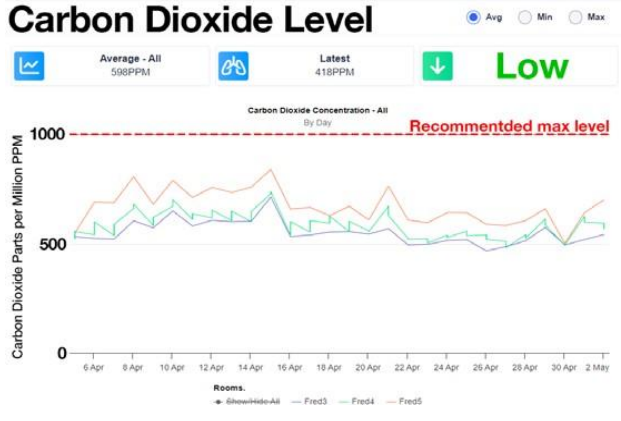 Carbon Dioxide Level
Avg Min Max
Average - All
598PPM
Latest
418PPM
Low
Carbon Dioxide Concentration - All
By Day
Recommentded max level
Carbon Dioxide Parts per Million PPM
1000
500
0
6 Apr 8 Apr 10 Apr 12 Apr 14 Apr 16 Apr 18 Apr 20 Apr 22 Apr 24 Apr 26 Apr 28 Apr 30 Apr 2 May
Rooms.
Show/Hide All Fred3 Fred4 Fred5